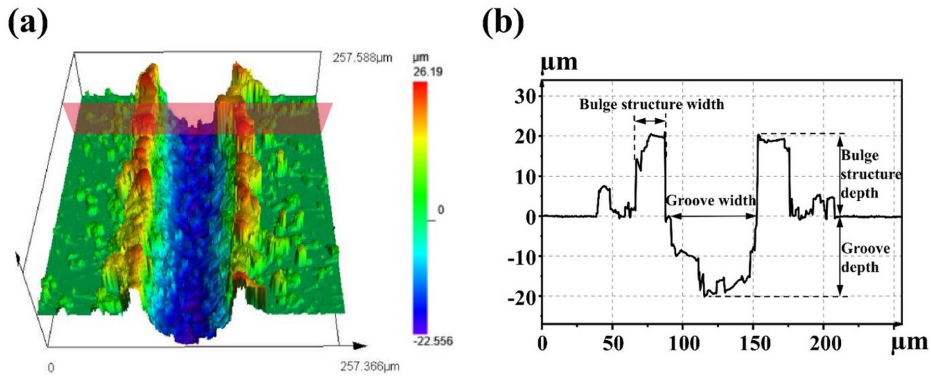 (a)
257.588μm
μm
26.19
0
-22.556
0
257.366μm
(b)
μm
30
20
10
0
-10
-20
Bulge structure width
Groove width
Bulge
structure
depth
Groove
depth
0 50 100 150 200
μm